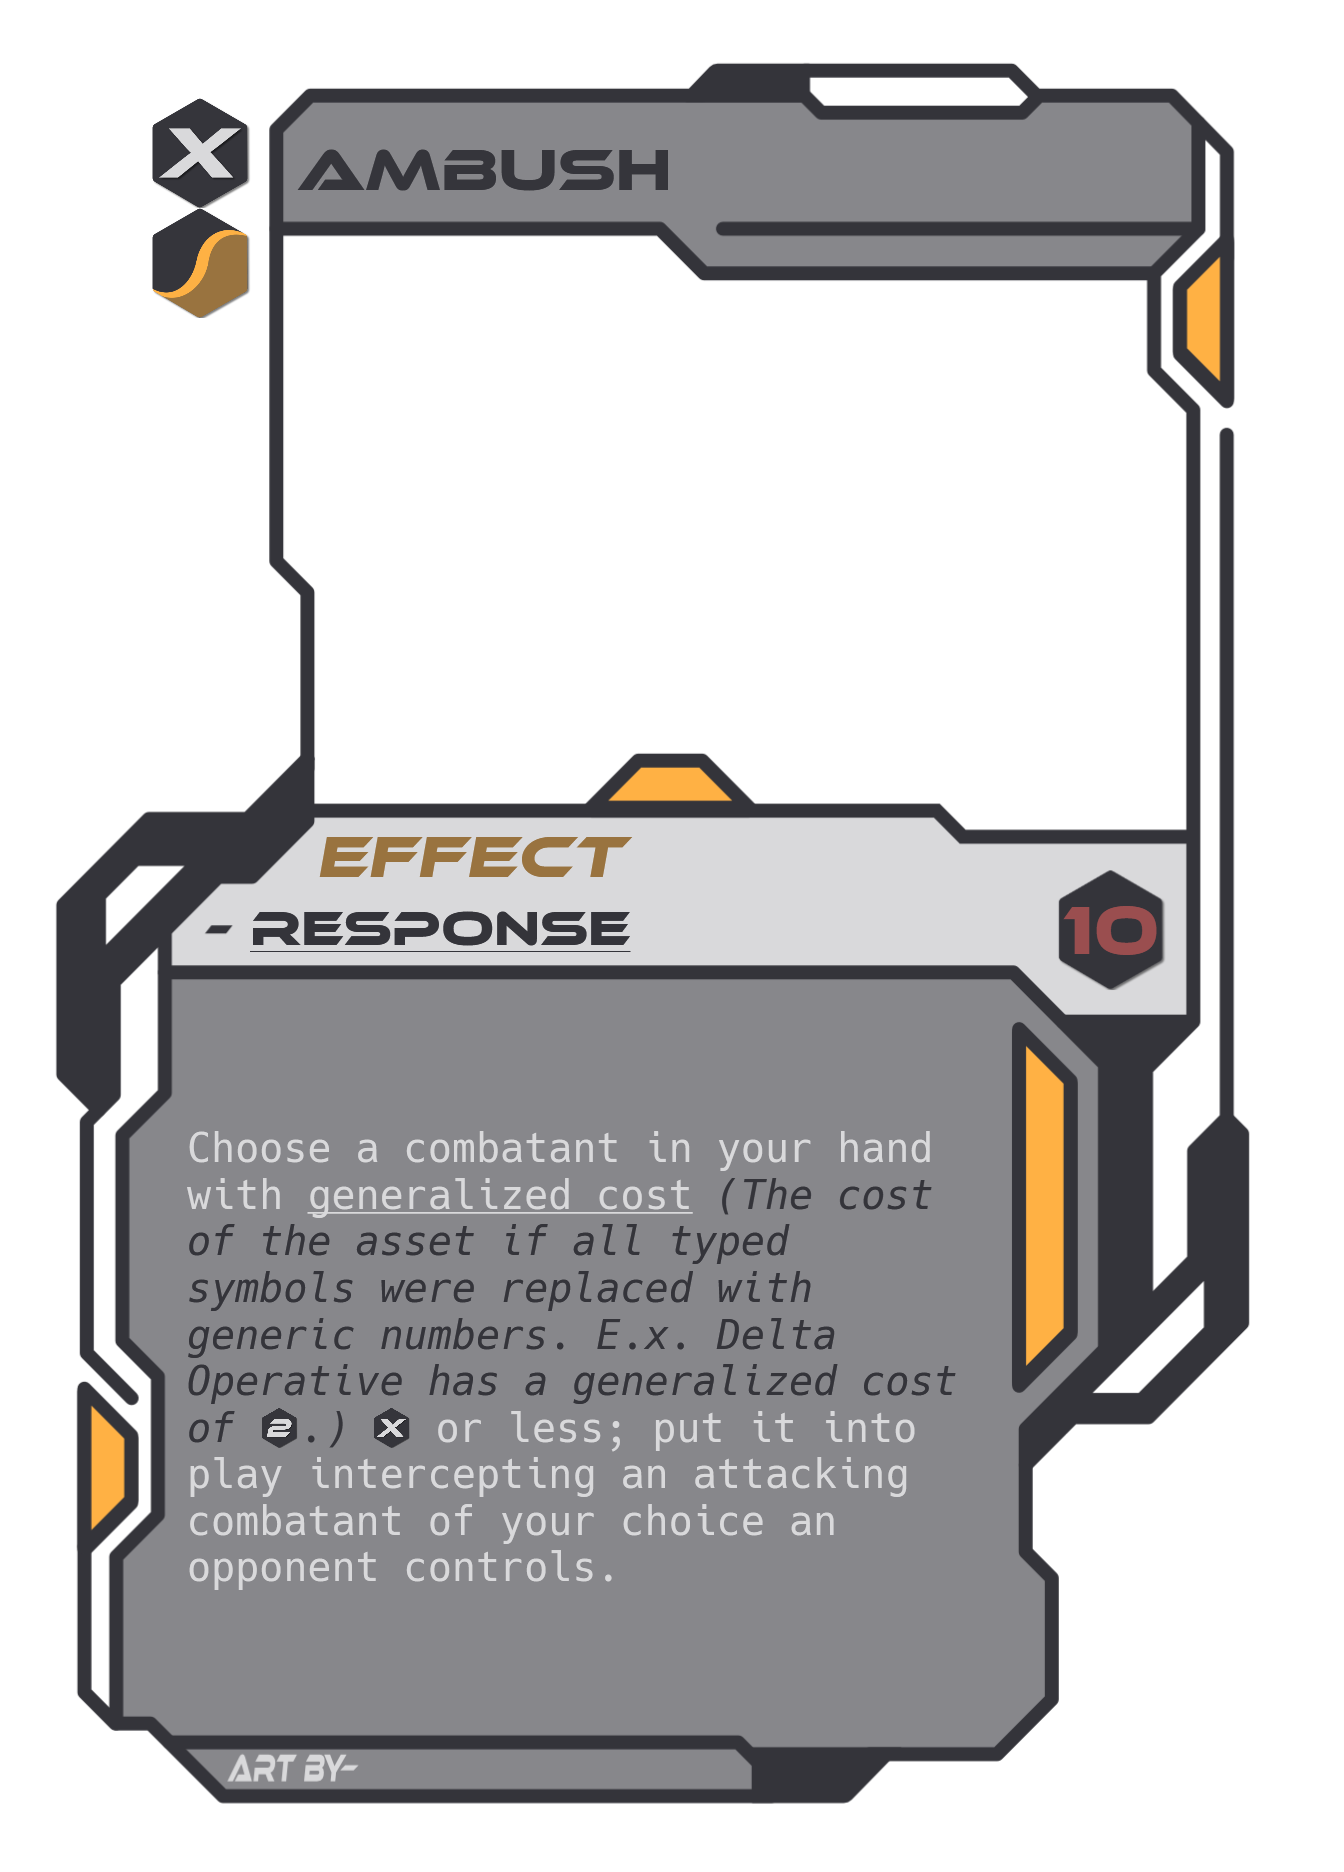 X
AMBUSH
EFFECT
- RESPONSE
10
Choose a combatant in your hand
with generalized cost (The cost
of the asset if all typed
symbols were replaced with
generic numbers. E.x. Delta
Operative has a generalized cost
of 2.) X or less; put it into
play intercepting an attacking
combatant of your choice an
opponent controls.
ART BY-